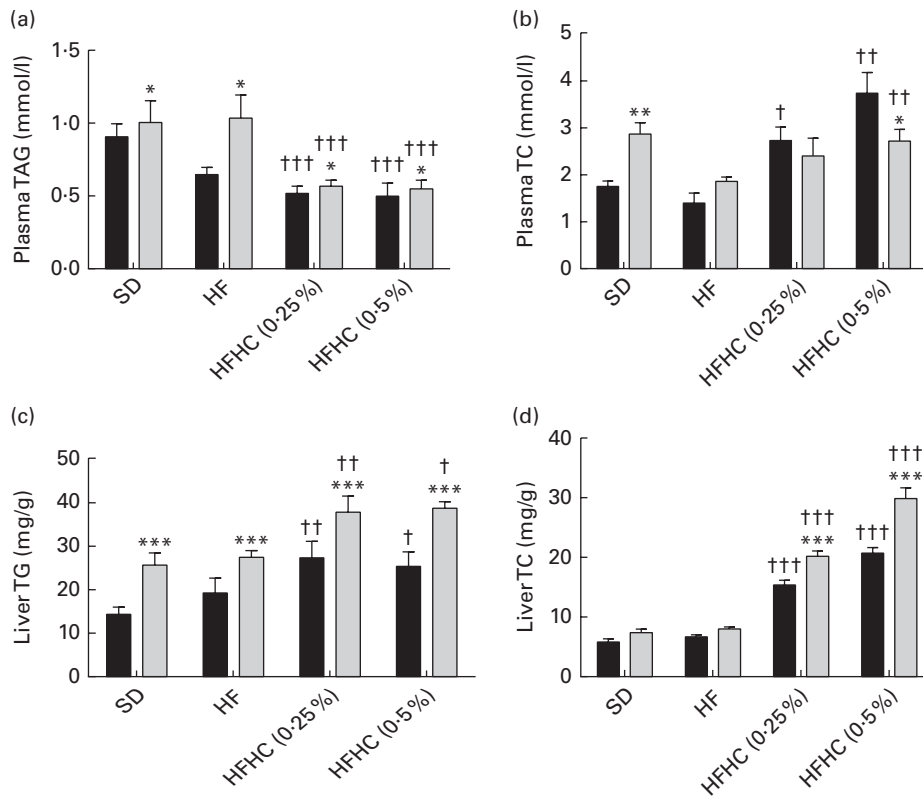 (a)
Plasma TAG (mmol/l)
1·5
1·0
0·5
0·0
*
*
†††
†††
*
†††
†††
*
SD
HF
HFHC (0·25 %)
HFHC (0·5 %)
(b)
Plasma TC (mmol/l)
5
4
3
2
1
0
**
†
††
††
*
SD
HF
HFHC (0·25 %)
HFHC (0·5 %)
(c)
Liver TG (mg/g)
50
40
30
20
10
0
***
***
††
††
***
†
†
***
SD
HF
HFHC (0·25 %)
HFHC (0·5 %)
(d)
Liver TC (mg/g)
40
30
20
10
0
†††
†††
***
†††
†††
***
SD
HF
HFHC (0·25 %)
HFHC (0·5 %)